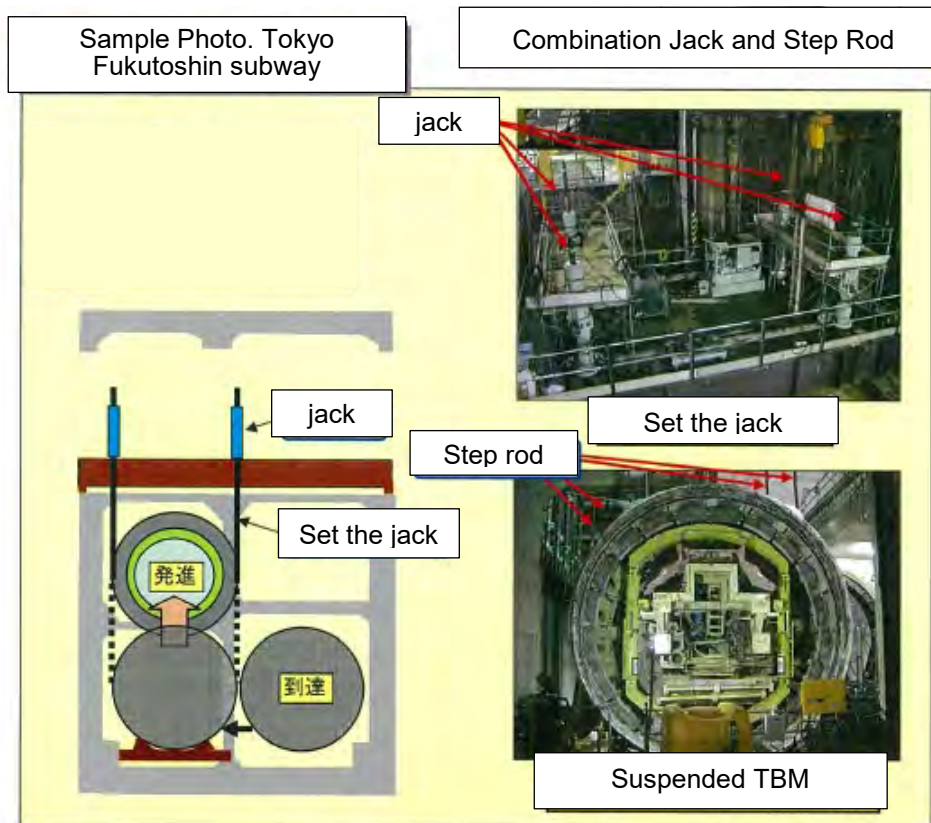 Sample Photo. Tokyo
Fukutoshin subway
Combination Jack and Step Rod
jack
jack
Set the jack
Step rod
Set the jack
発進
到達
Suspended TBM